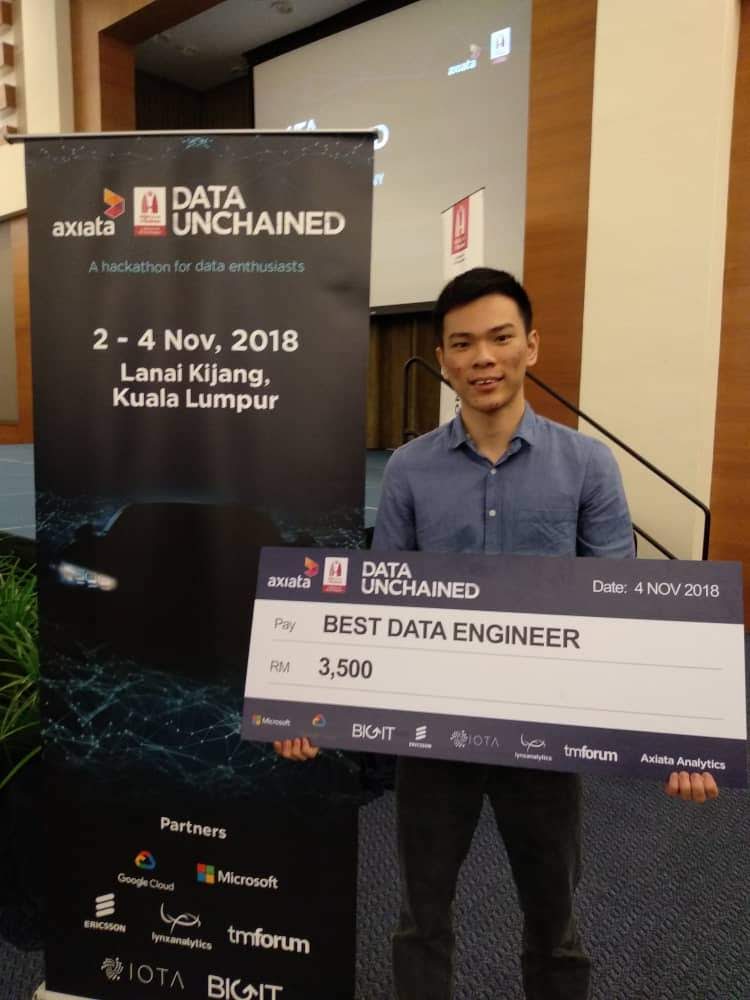 axiata
DATA
UNCHAINED
A hackathon for data enthusiasts
2 - 4 Nov, 2018
Lanai Kijang,
Kuala Lumpur
Partners
Google Cloud
Microsoft
ERICSSON
lynxanalytics
tmforum
IOTA
BIGIT
axiata
axiata
DATA
UNCHAINED
Date: 4 NOV 2018
Pay BEST DATA ENGINEER
RM 3,500
Microsoft
BIGIT
ERICSSON
IOTA
lynxanalytics
tmforum
Axiata Analytics